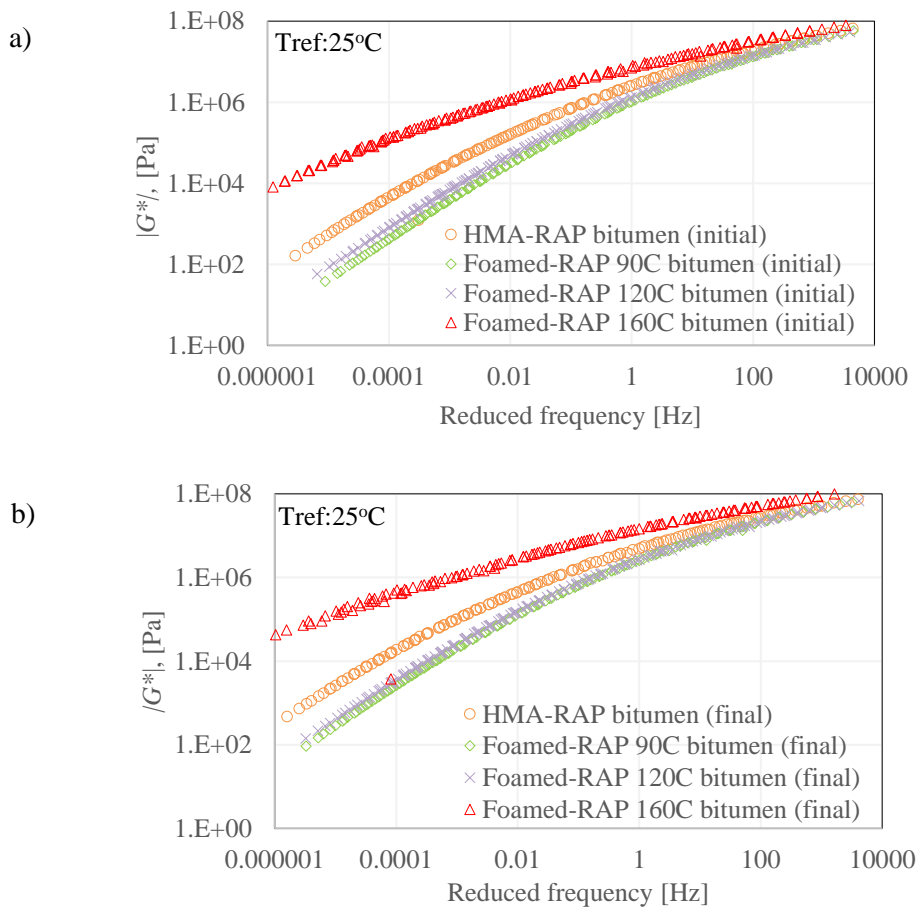 a)
Tref:25°C
1.E+08
1.E+06
1.E+04
1.E+02
1.E+00
|G*/, [Pa]
HMA-RAP bitumen (initial)
Foamed-RAP 90C bitumen (initial)
Foamed-RAP 120C bitumen (initial)
Foamed-RAP 160C bitumen (initial)
0.000001 0.0001 0.01 1 100 10000
Reduced frequency [Hz]
b)
Tref:25°C
1.E+08
1.E+06
1.E+04
1.E+02
1.E+00
/G*|, [Pa]
HMA-RAP bitumen (final)
Foamed-RAP 90C bitumen (final)
Foamed-RAP 120C bitumen (final)
Foamed-RAP 160C bitumen (final)
0.000001 0.0001 0.01 1 100 10000
Reduced frequency [Hz]